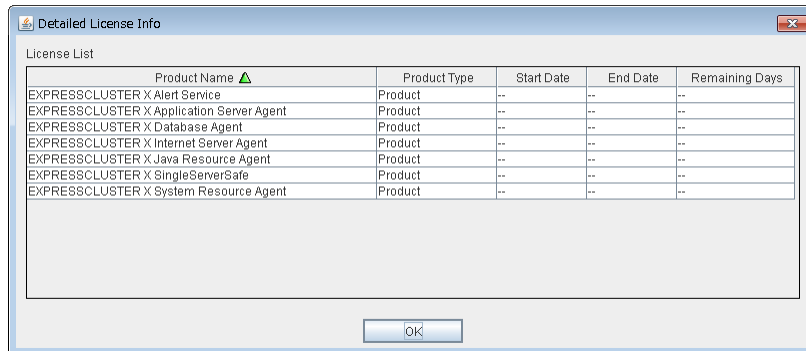 Detailed License Info
License List
Product Name Product Type Start Date End Date Remaining Days
EXPRESSCLUSTER X Alert Service Product -- -- --
EXPRESSCLUSTER X Application Server Agent Product -- -- --
EXPRESSCLUSTER X Database Agent Product -- -- --
EXPRESSCLUSTER X Internet Server Agent Product -- -- --
EXPRESSCLUSTER X Java Resource Agent Product -- -- --
EXPRESSCLUSTER X SingleServerSafe Product -- -- --
EXPRESSCLUSTER X System Resource Agent Product -- -- --
OK